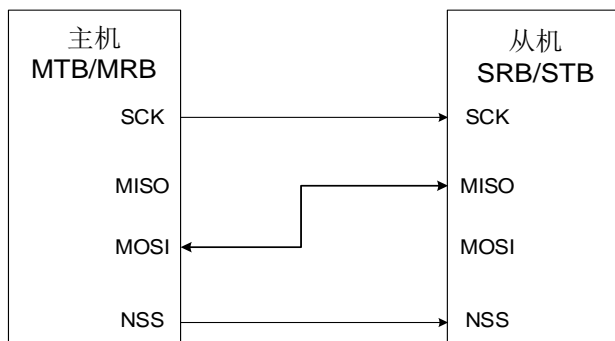 主机
MTB/MRB
SCK
MISO
MOSI
NSS
从机
SRB/STB
SCK
MISO
MOSI
NSS